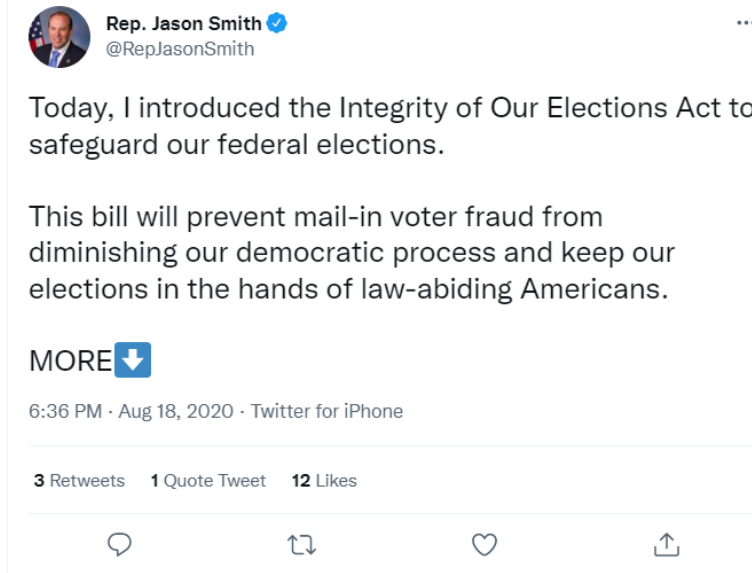 Rep. Jason Smith
@RepJasonSmith
Today, I introduced the Integrity of Our Elections Act to
safeguard our federal elections.
This bill will prevent mail-in voter fraud from
diminishing our democratic process and keep our
elections in the hands of law-abiding Americans.
MORE⬇️
6:36 PM · Aug 18, 2020 · Twitter for iPhone
3 Retweets 1 Quote Tweet 12 Likes